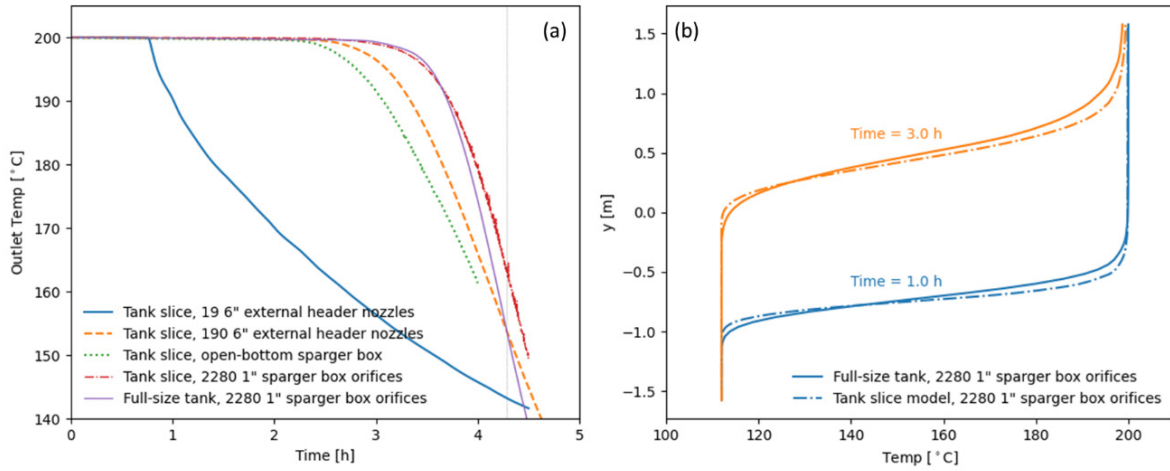 (a)
Outlet Temp [°C]
200
190
180
170
160
150
140
Tank slice, 19 6" external header nozzles
Tank slice, 190 6" external header nozzles
Tank slice, open-bottom sparger box
Tank slice, 2280 1" sparger box orifices
Full-size tank, 2280 1" sparger box orifices
0
1
2
3
4
5
Time [h]
(b)
y [m]
1.5
1.0
0.5
0.0
−0.5
−1.0
−1.5
Time = 3.0 h
Time = 1.0 h
Full-size tank, 2280 1" sparger box orifices
Tank slice model, 2280 1" sparger box orifices
100
120
140
160
180
200
Temp [°C]